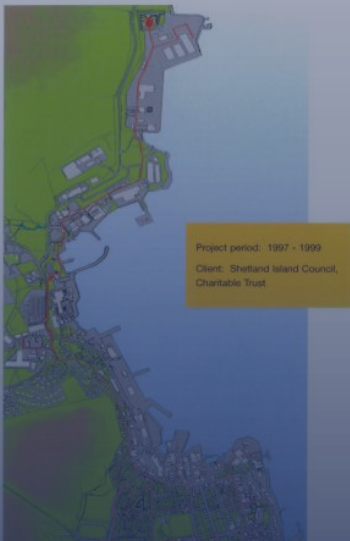 Project period: 1997 - 1999
Client: Shetland Island Council,
Charitable Trust